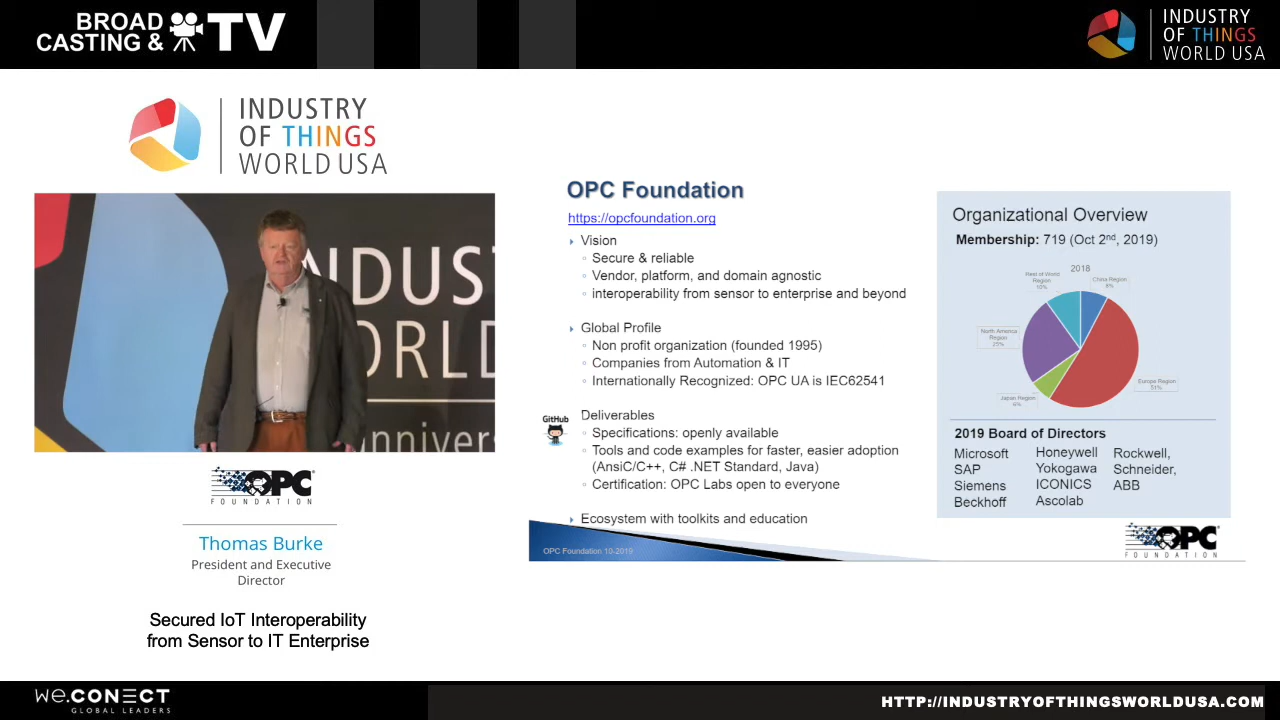 BROAD
CASTING &
TV
INDUSTRY
OF THINGS
WORLD USA
INDUSTRY
OF THINGS
WORLD USA
INDUS
ORLD
nniver
OPC
FOUNDATION
Thomas Burke
President and Executive
Director
Secured IoT Interoperability
from Sensor to IT Enterprise
OPC Foundation
https://opcfoundation.org
Vision
Secure & reliable
Vendor, platform, and domain agnostic
interoperability from sensor to enterprise and beyond
Global Profile
Non profit organization (founded 1995)
Companies from Automation & IT
Internationally Recognized: OPC UA is IEC62541
GitHub
Deliverables
Specifications: openly available
Tools and code examples for faster, easier adoption
(AnsiC/C++, C# .NET Standard, Java)
Certification: OPC Labs open to everyone
Ecosystem with toolkits and education
OPC Foundation 10-2019
Organizational Overview
Membership: 719 (Oct 2nd, 2019)
2018
Rest of World
Region
10%
China Region
8%
North America
Region
25%
Japan Region
6%
Europe Region
51%
2019 Board of Directors
Microsoft
SAP
Siemens
Beckhoff
Honeywell
Yokogawa
ICONICS
Ascolab
Rockwell,
Schneider,
ABB
OPC
FOUNDATION
we.CONECT
GLOBAL LEADERS
HTTP://INDUSTRYOFTHINGSWORLDUSA.COM